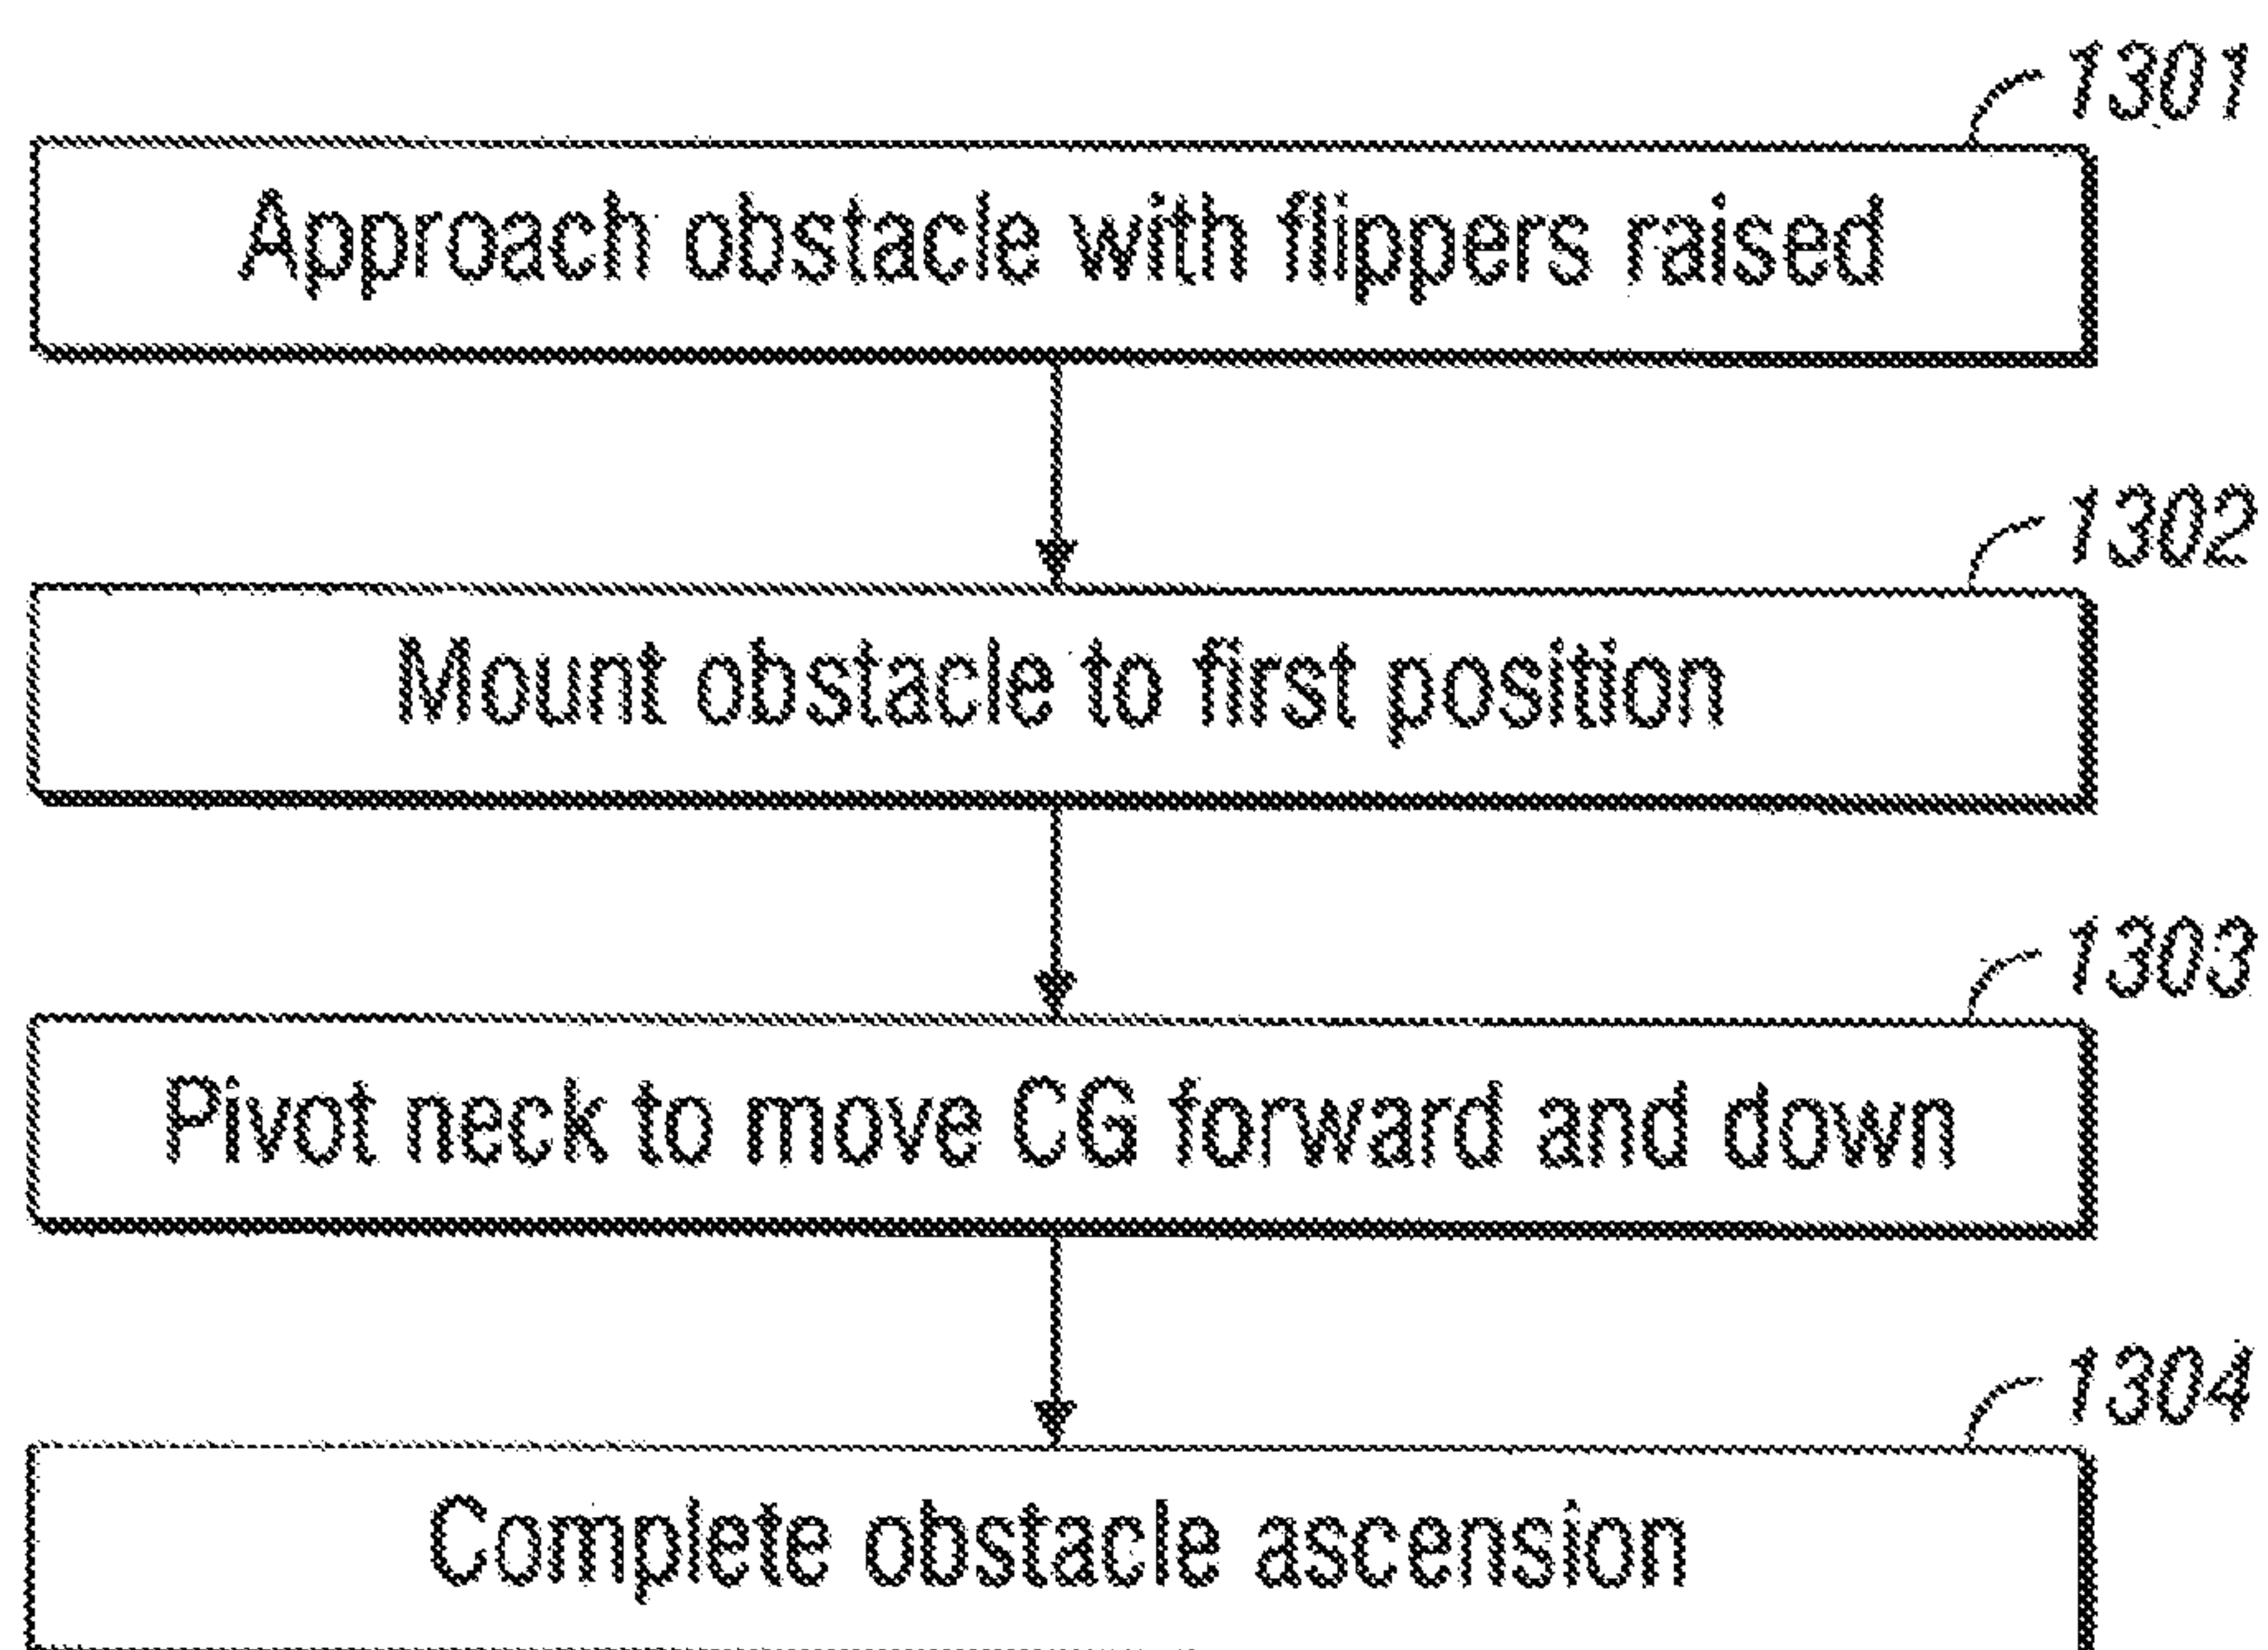 1301
Approach obstacle with flippers raised
1302
Mount obstacle to first position
1303
Pivot neck to move CG forward and down
1304
Complete obstacle ascension